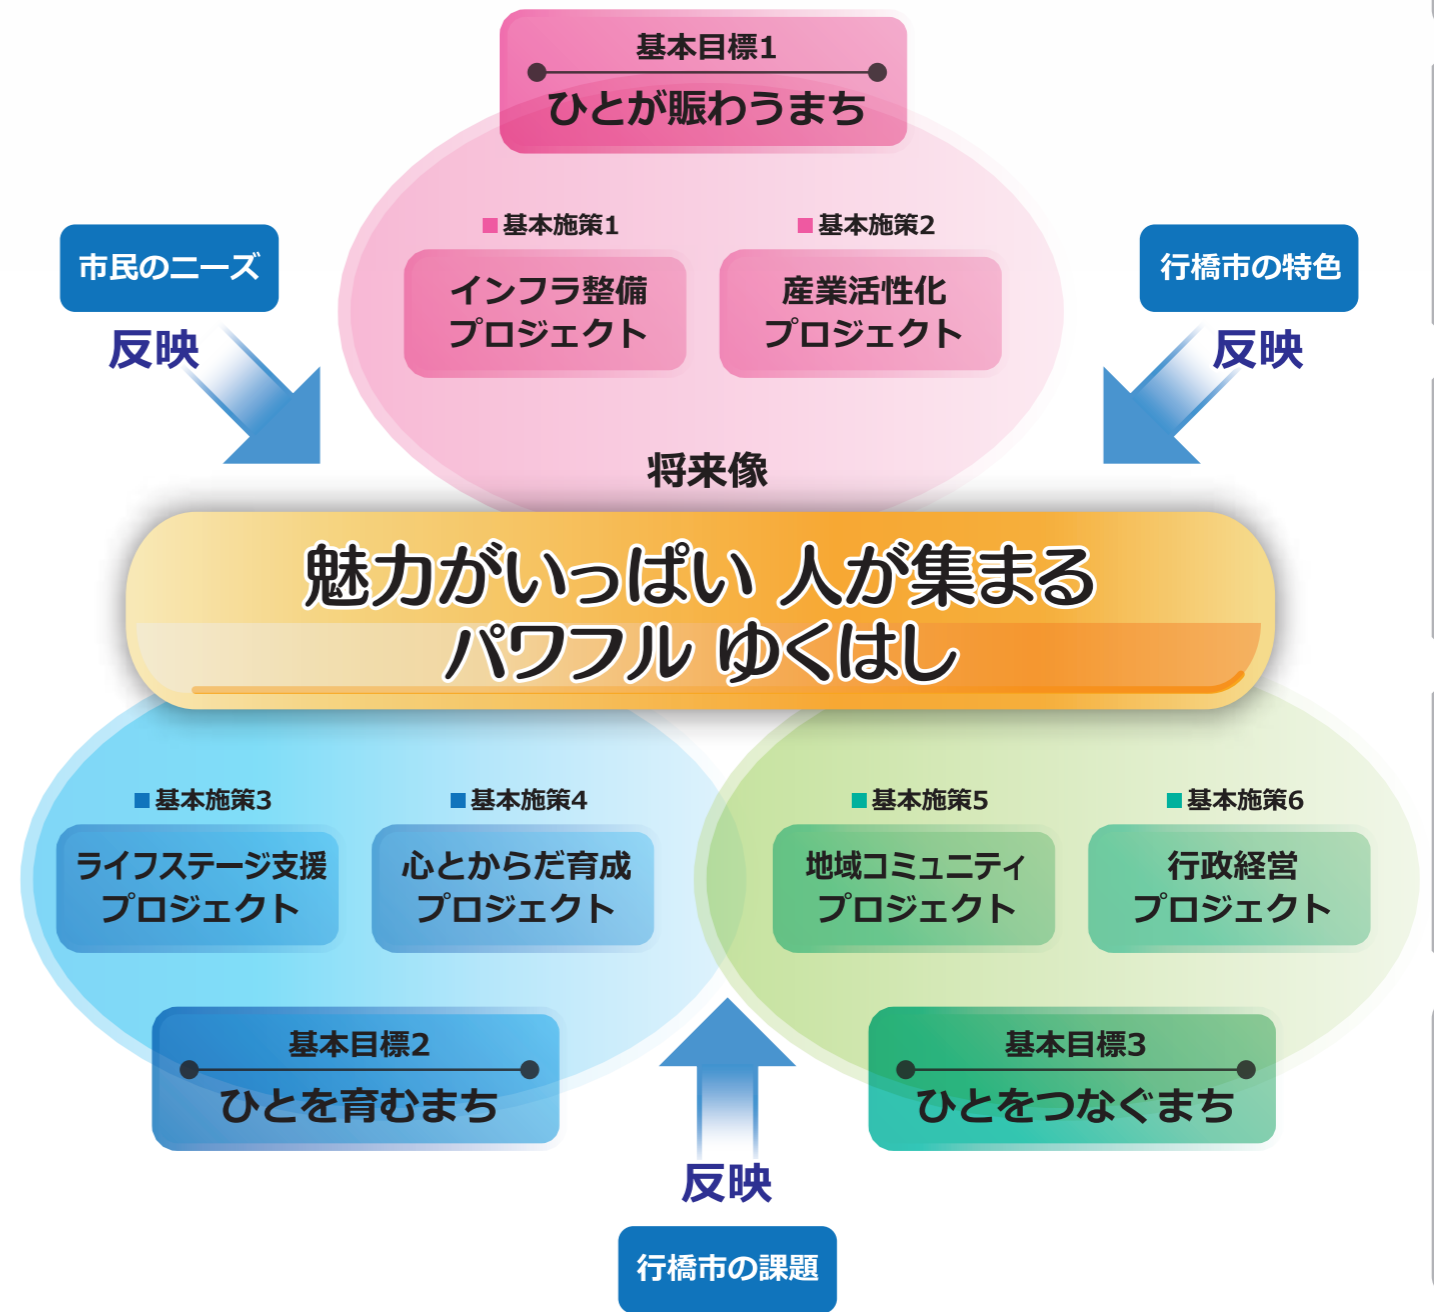 基本目標1
ひとが賑わうまち
■基本施策1
インフラ整備
プロジェクト
■基本施策2
産業活性化
プロジェクト
市民のニーズ
反映
行橋市の特色
反映
将来像
魅力がいっぱい 人が集まる
パワフル ゆくはし
■基本施策3
ライフステージ支援
プロジェクト
■基本施策4
心とからだ育成
プロジェクト
■基本施策5
地域コミュニティ
プロジェクト
■基本施策6
行政経営
プロジェクト
基本目標2
ひとを育むまち
基本目標3
ひとをつなぐまち
反映
行橋市の課題